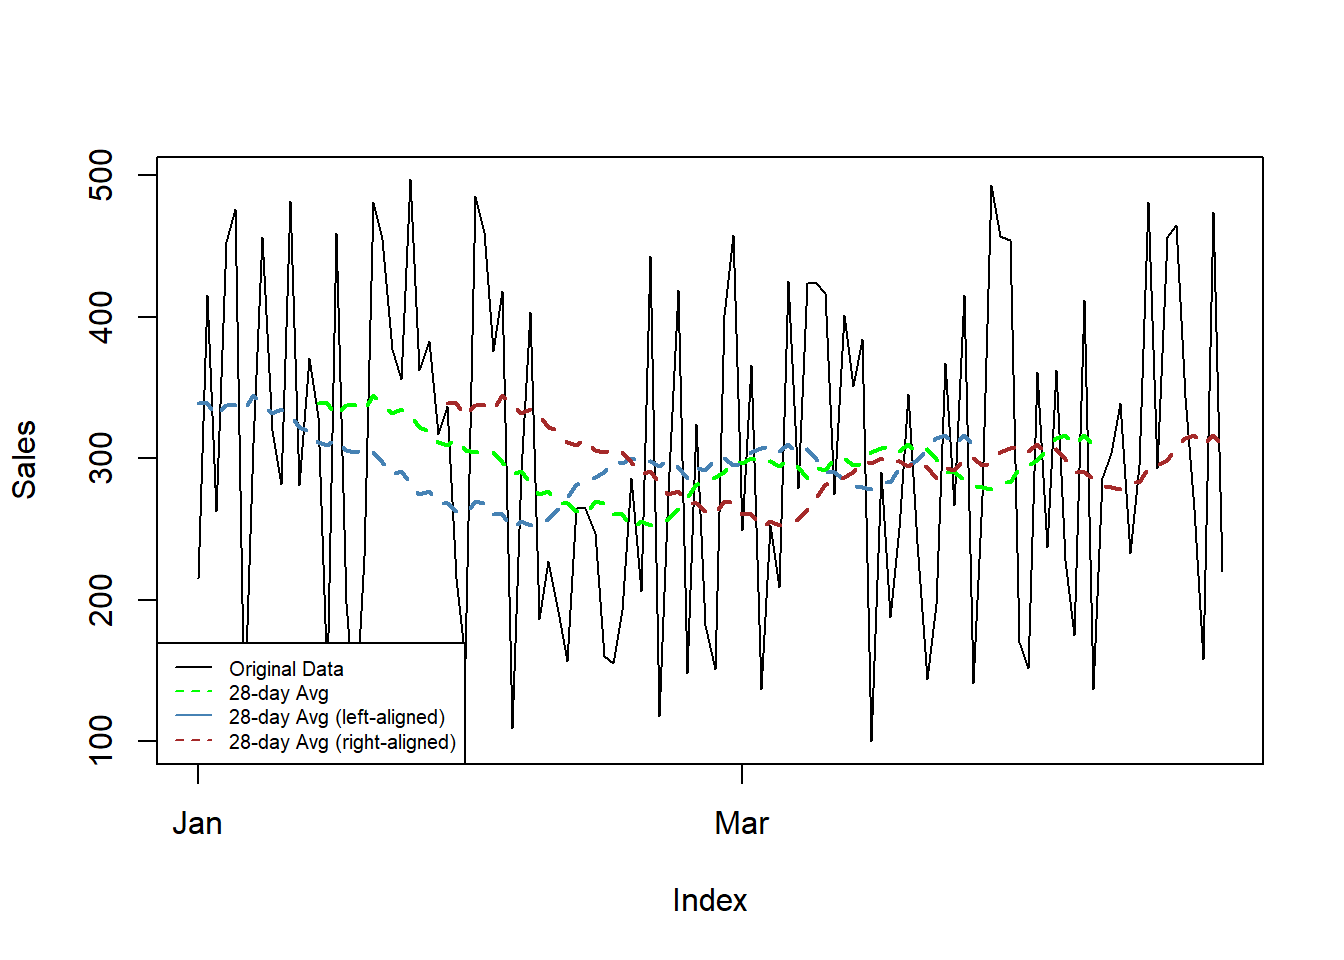 Sales
500
400
300
200
100
Original Data
28-day Avg
28-day Avg (left-aligned)
28-day Avg (right-aligned)
Jan Mar
Index